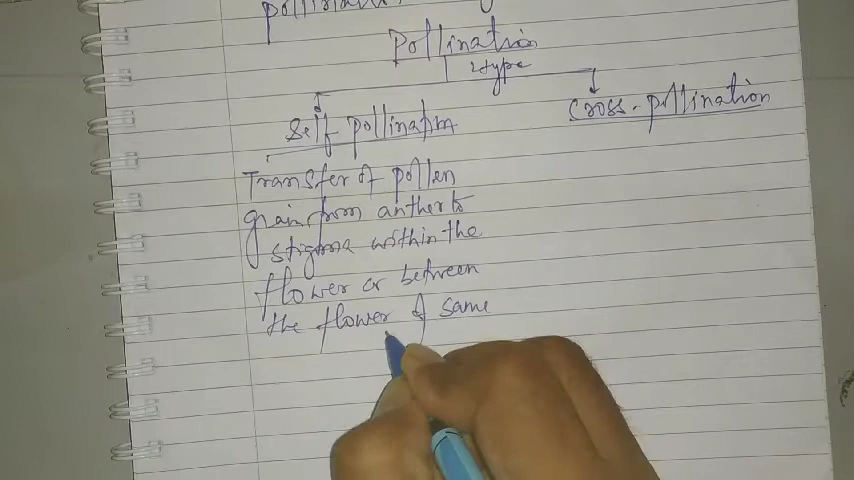 Pollination
2 type
Self pollination
Cross-pollination
Transfer of pollen
grain from anther to
stigma within the
flower or between
the flower of same